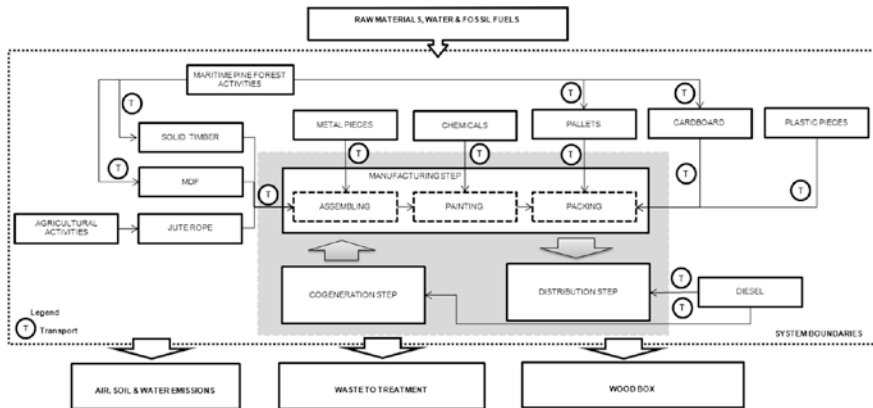 RAW MATERIALS, WATER & FOSSIL FUELS
MARITIME PINE FOREST
ACTIVITIES
T
T
T
SOLID TIMBER
METAL PIECES
CHEMICALS
PALLETS
CARDBOARD
PLASTIC PIECES
T
T
T
T
MDF
MANUFACTURING STEP
T
T
T
ASSEMBLING
PAINTING
PACKING
AGRICULTURAL
ACTIVITIES
JUTE ROPE
COGENERATION STEP
DISTRIBUTION STEP
T
DIESEL
T
Legend
T Transport
SYSTEM BOUNDARIES
AIR, SOIL & WATER EMISSIONS
WASTE TO TREATMENT
WOOD BOX